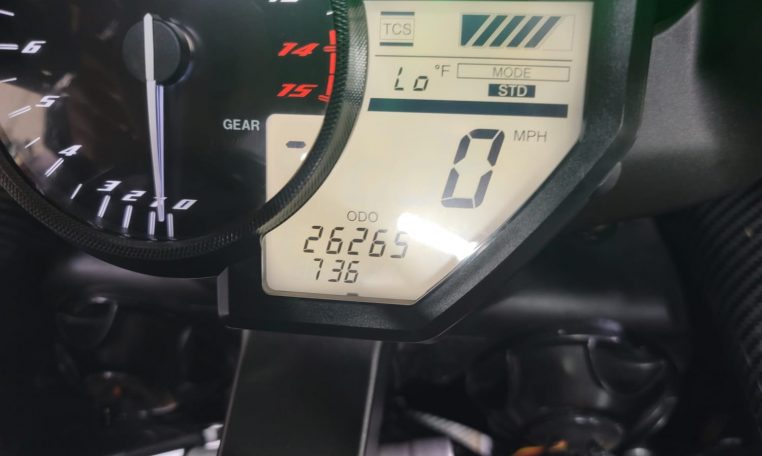 14
15
6
5
4
3
2
1
0
GEAR
-
TCS
Lo °F
MODE
STD
0 MPH
ODO
26265
736